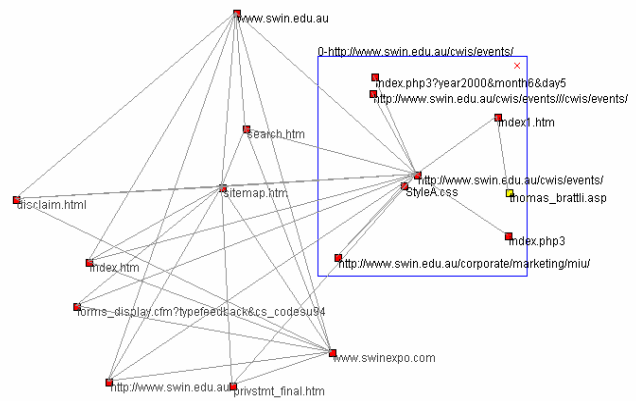 www.swin.edu.au
0-http://www.swin.edu.au/cwis/events/
index.php3?year2000&month6&day5
http://www.swin.edu.au/cwis/events///cwis/events/
index1.htm
search.htm
http://www.swin.edu.au/cwis/events/
StyleA.css
sitemap.htm
thomas_brattli.asp
disclaim.html
index.php3
index.htm
http://www.swin.edu.au/corporate/marketing/miu/
forms_display.cfm?typefeedback&cs_codesu94
www.swinexpo.com
http://www.swin.edu.au
privstmt_final.htm